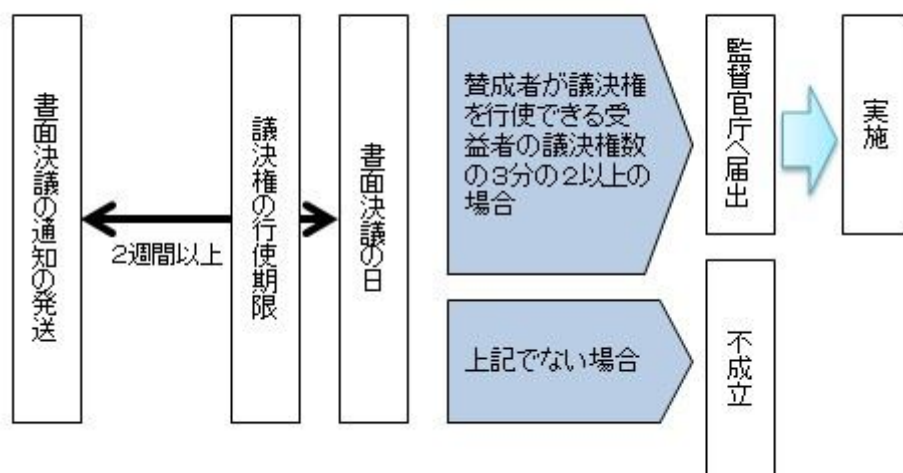 書面決議の通知の発送
2週間以上
議決権の行使期限
書面決議の日
賛成者が議決権
を行使できる受
益者の議決権数
の3分の2以上の
場合
監督官庁へ届出
実施
上記でない場合
不成立